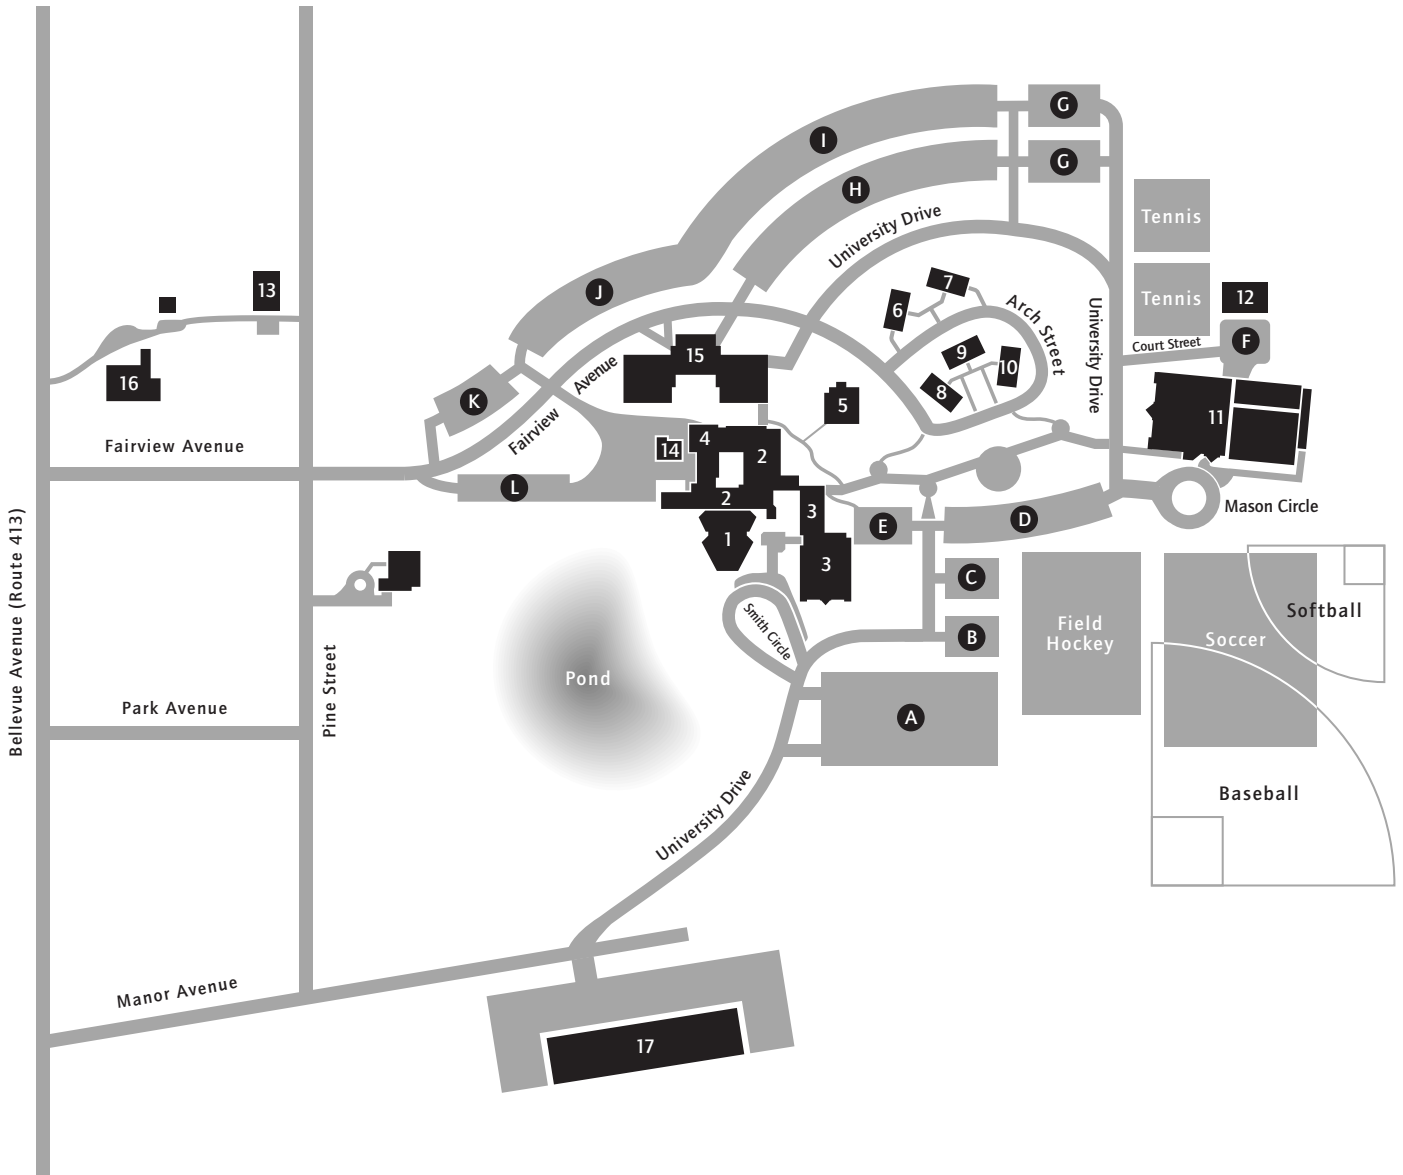 G
I
G
H
Tennis
University Drive
7
13
J
6
Arch Street
Tennis
12
University Drive
Court Street
F
15
9
10
16
Avenue
8
K
5
11
Fairview
4
14
2
Fairview Avenue
L
2
3
Mason Circle
E
D
1
3
C
Bellevue Avenue (Route 413)
Smith Circle
B
Field
Hockey
Soccer
Softball
Pond
Pine Street
Park Avenue
A
Baseball
University Drive
Manor Avenue
17